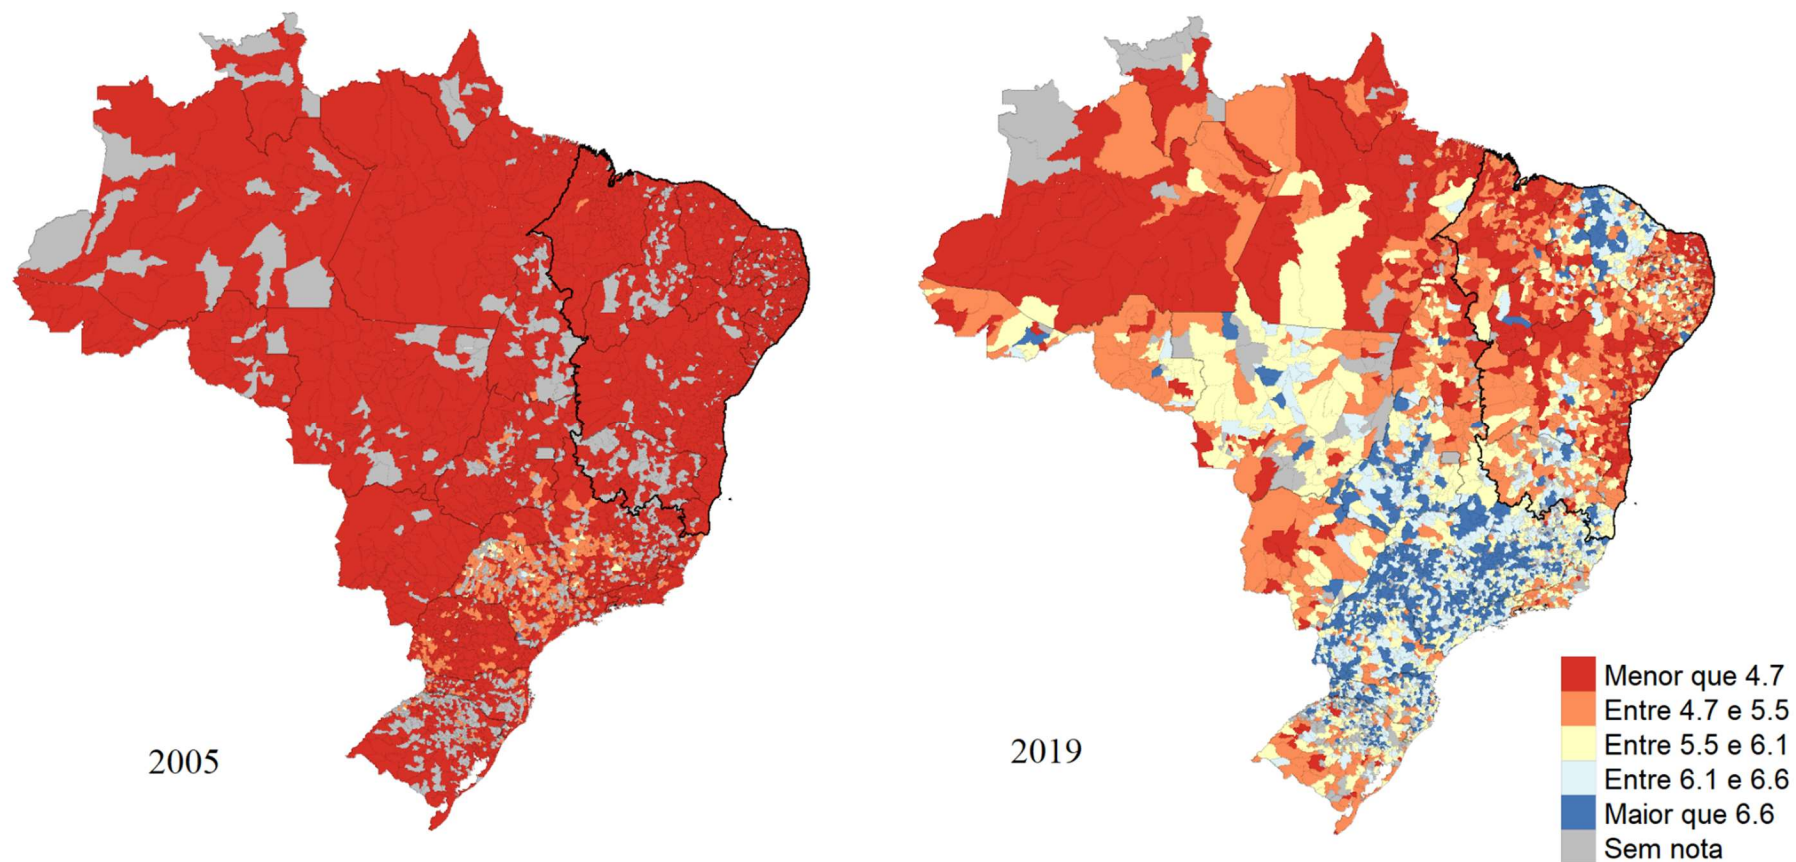 2005
2019
Menor que 4.7
Entre 4.7 e 5.5
Entre 5.5 e 6.1
Entre 6.1 e 6.6
Maior que 6.6
Sem nota